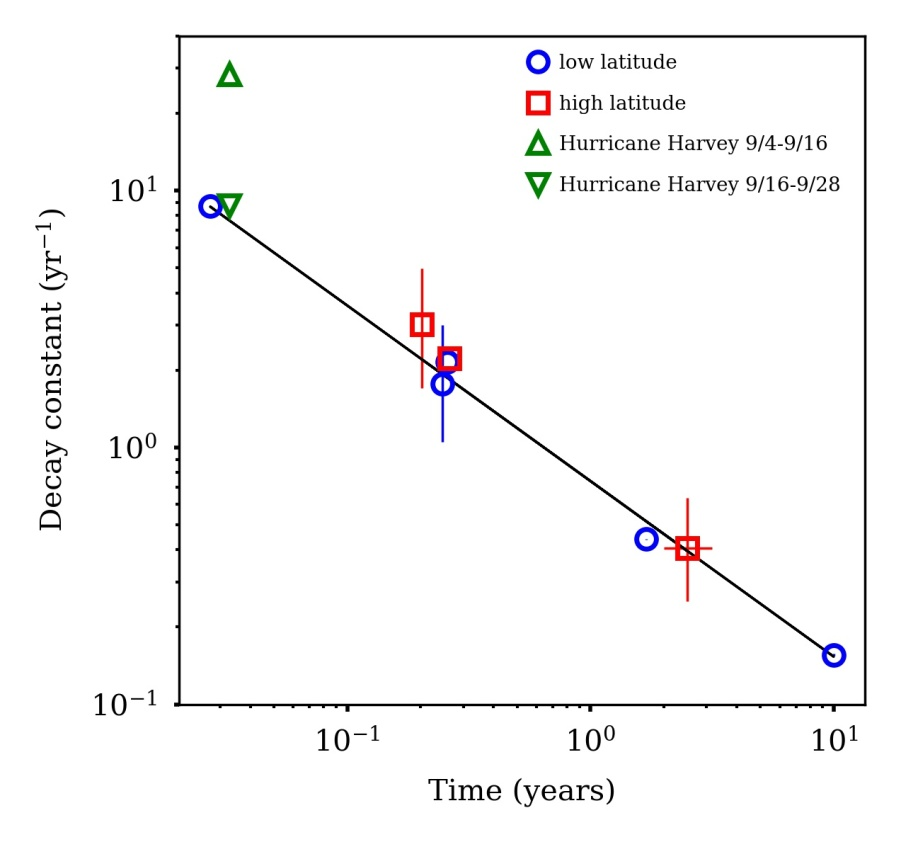 low latitude
high latitude
Hurricane Harvey 9/4-9/16
Hurricane Harvey 9/16-9/28
10¹
10⁰
10⁻¹
Decay constant (yr⁻¹)
10⁻¹ 10⁰ 10¹
Time (years)